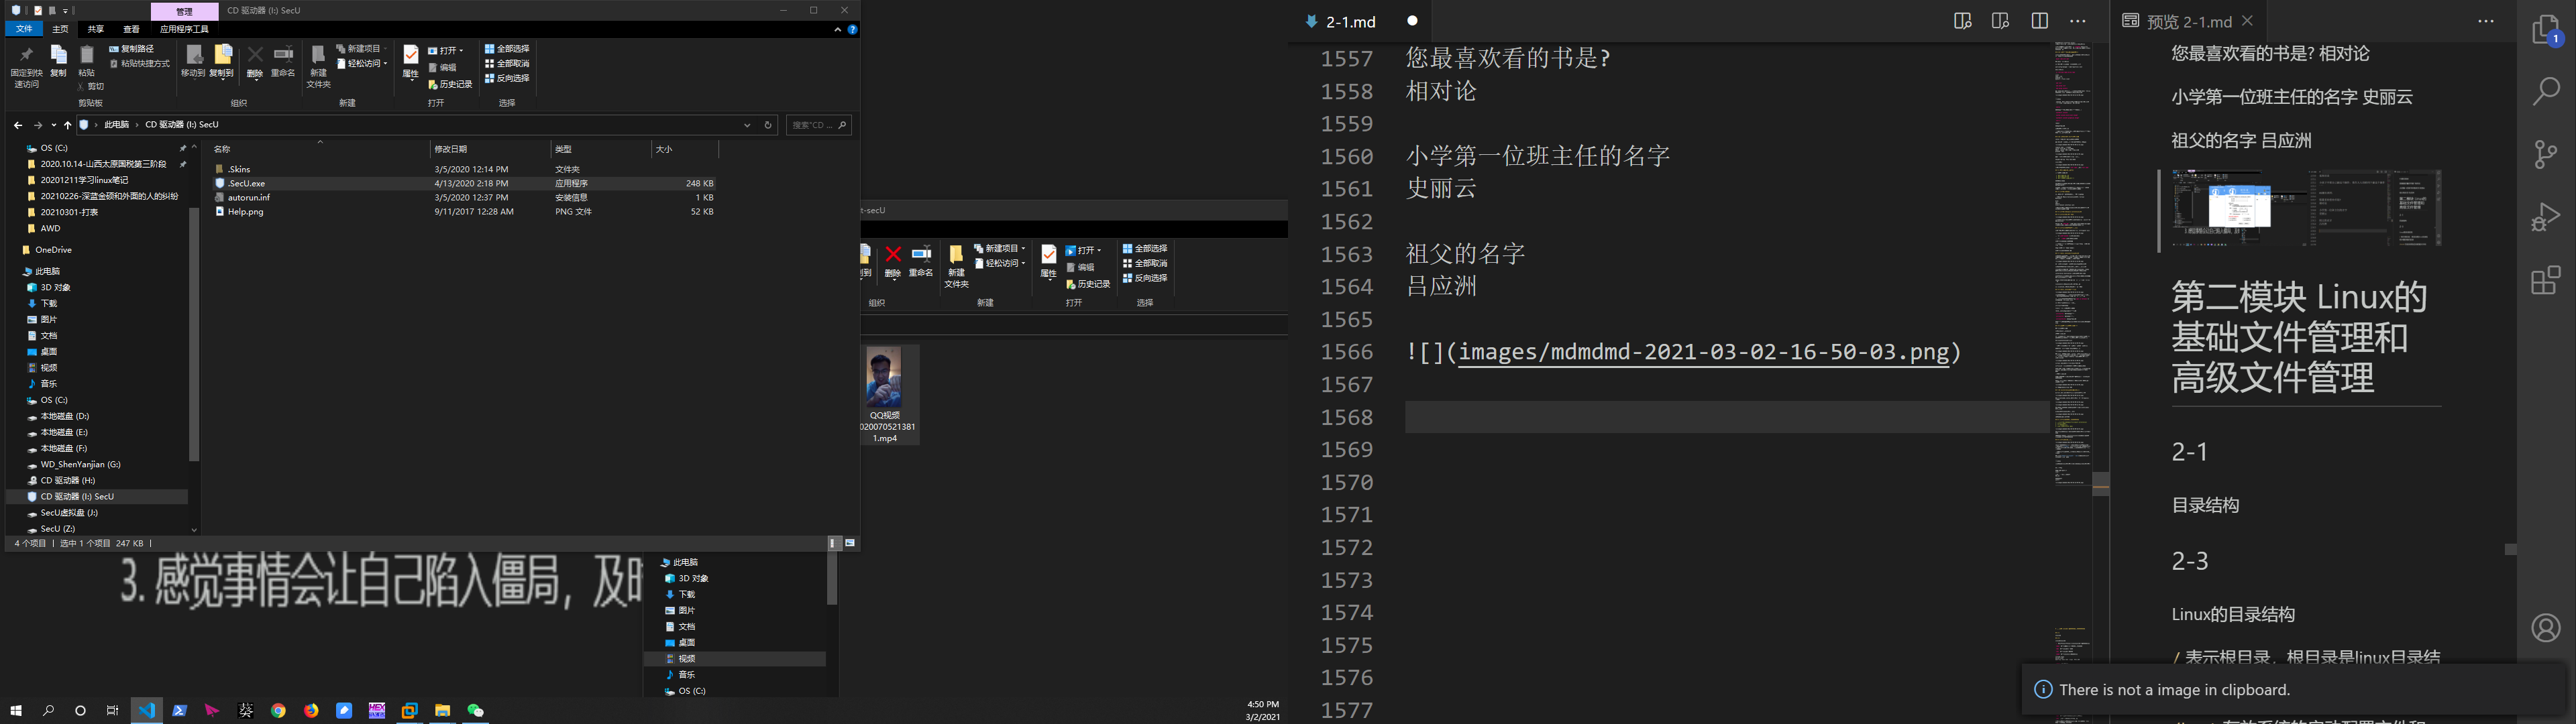 管理
CD 驱动器 (I:) SecU
文件
主页
共享
查看
应用程序工具
固定到快
速访问
复制
粘贴
复制路径
粘贴快捷方式
剪切
剪贴板
移动到
复制到
删除
重命名
组织
新建
文件夹
新建项目
轻松访问
新建
属性
打开
编辑
历史记录
打开
全部选择
全部取消
反向选择
选择
此电脑
CD 驱动器 (I:) SecU
搜索"CD ...
OS (C:)
2020.10.14-山西太原国税第三阶段
20201211学习linux笔记
20210226-深蓝金硕和外面的人的纠纷
20210301-打表
AWD
OneDrive
此电脑
3D 对象
下载
图片
文档
桌面
视频
音乐
OS (C:)
本地磁盘 (D:)
本地磁盘 (E:)
本地磁盘 (F:)
WD_ShenYanjian (G:)
CD 驱动器 (H:)
CD 驱动器 (I:) SecU
SecU虚拟盘 (J:)
SecU (Z:)
名称 修改日期 类型 大小
.Skins 3/5/2020 12:14 PM 文件夹
.SecU.exe 4/13/2020 2:18 PM 应用程序 248 KB
autorun.inf 3/5/2020 12:37 PM 安装信息 1 KB
Help.png 9/11/2017 12:28 AM PNG 文件 52 KB
4 个项目 选中 1 个项目 247 KB
3. 感觉事情会让自己陷入僵局，及
此电脑
3D 对象
下载
图片
文档
桌面
视频
音乐
OS (C:)
t-secU
删除
重命名
组织
新建
文件夹
新建项目
轻松访问
新建
属性
打开
编辑
历史记录
打开
全部选择
全部取消
反向选择
选择
QQ视频
020070521381
1.mp4
4:50 PM
3/2/2021
2-1.md
1557 您最喜欢看的书是?
1558 相对论
1559
1560 小学第一位班主任的名字
1561 史丽云
1562
1563 祖父的名字
1564 吕应洲
1565
1566 ![](images/mdmdmd-2021-03-02-16-50-03.png)
1567
1568
1569
1570
1571
1572
1573
1574
1575
1576
1577
预览 2-1.md
您最喜欢看的书是? 相对论
小学第一位班主任的名字 史丽云
祖父的名字 吕应洲
第二模块 Linux的
基础文件管理和
高级文件管理
2-1
目录结构
2-3
Linux的目录结构
/ 表示根目录，根目录是linux目录结
There is not a image in clipboard.
1